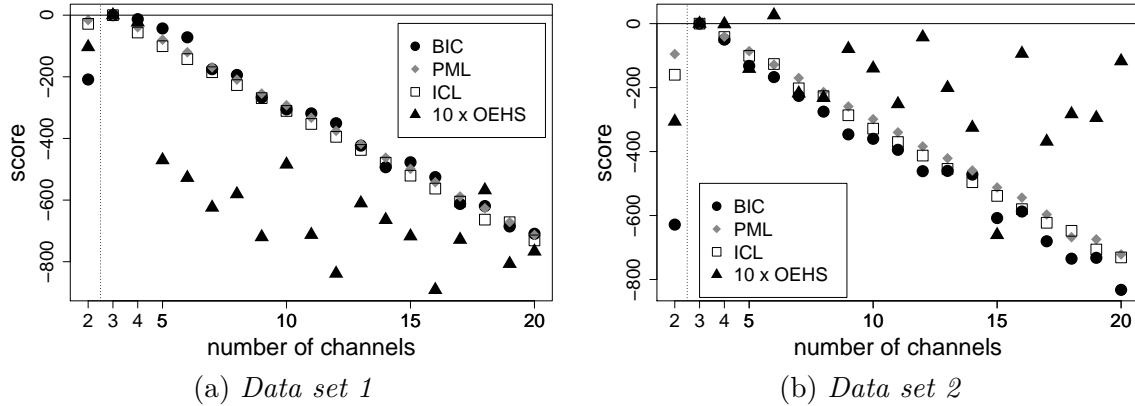 score
0
−200
−400
−600
−800
BIC
PML
ICL
10 x OEHS
2 3 4 5 10 15 20
number of channels
(a) Data set 1
score
0
−200
−400
−600
−800
BIC
PML
ICL
10 x OEHS
2 3 4 5 10 15 20
number of channels
(b) Data set 2